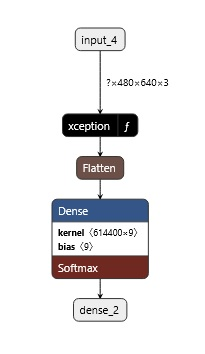 input_4
?×480×640×3
xception ƒ
Flatten
Dense
kernel ⟨614400×9⟩
bias ⟨9⟩
Softmax
dense_2